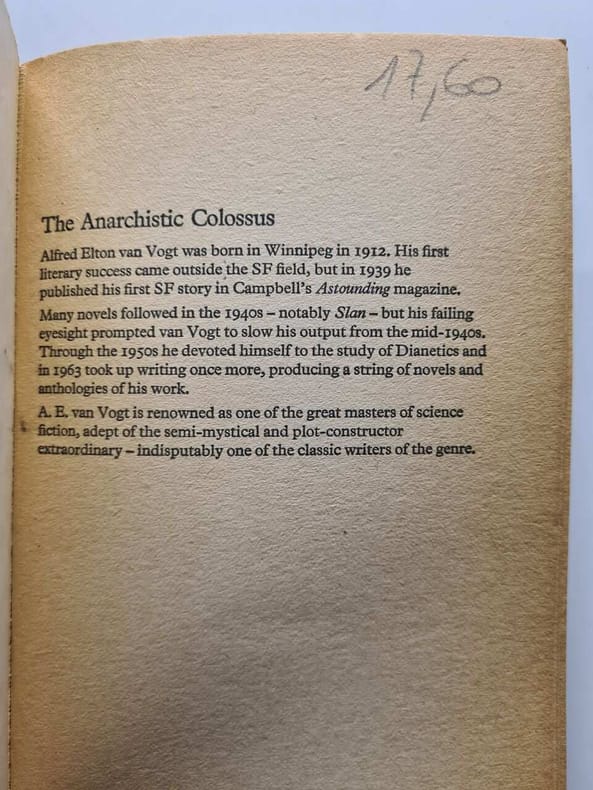 17,60
The Anarchistic Colossus
Alfred Elton van Vogt was born in Winnipeg in 1912. His first
literary success came outside the SF field, but in 1939 he
published his first SF story in Campbell's Astounding magazine.
Many novels followed in the 1940s – notably Slan – but his failing
eyesight prompted van Vogt to slow his output from the mid-1940s.
Through the 1950s he devoted himself to the study of Dianetics and
in 1963 took up writing once more, producing a string of novels and
anthologies of his work.
A. E. van Vogt is renowned as one of the great masters of science
fiction, adept of the semi-mystical and plot-constructor
extraordinary – indisputably one of the classic writers of the genre.